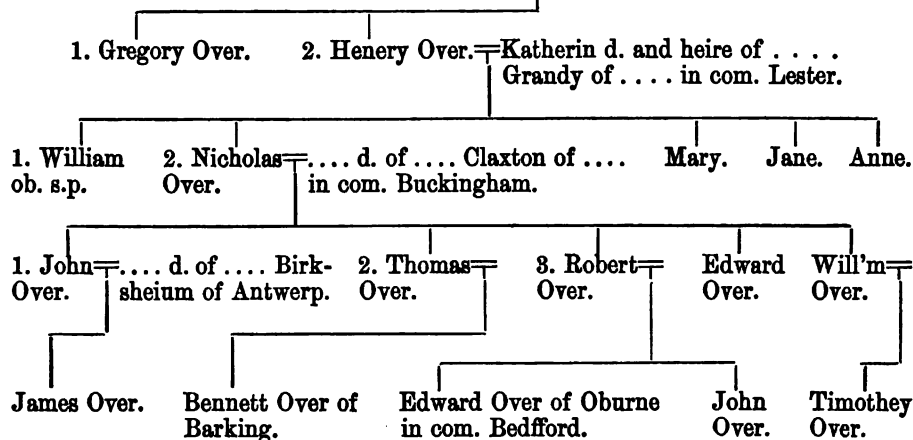 1. Gregory Over. 2. Henery Over. Katherin d. and heire of . . . .
Grandy of . . . . in com. Lester.
1. William 2. Nicholas . . . . d. of . . . . Claxton of . . . . Mary. Jane. Anne.
ob. s.p. Over. in com. Buckingham.
1. John . . . . d. of . . . . Birk- 2. Thomas 3. Robert Edward Will'm
Over. sheium of Antwerp. Over. Over. Over. Over.
James Over. Bennett Over of Edward Over of Oburne John Timothey
Barking. in com. Bedfford. Over. Over.